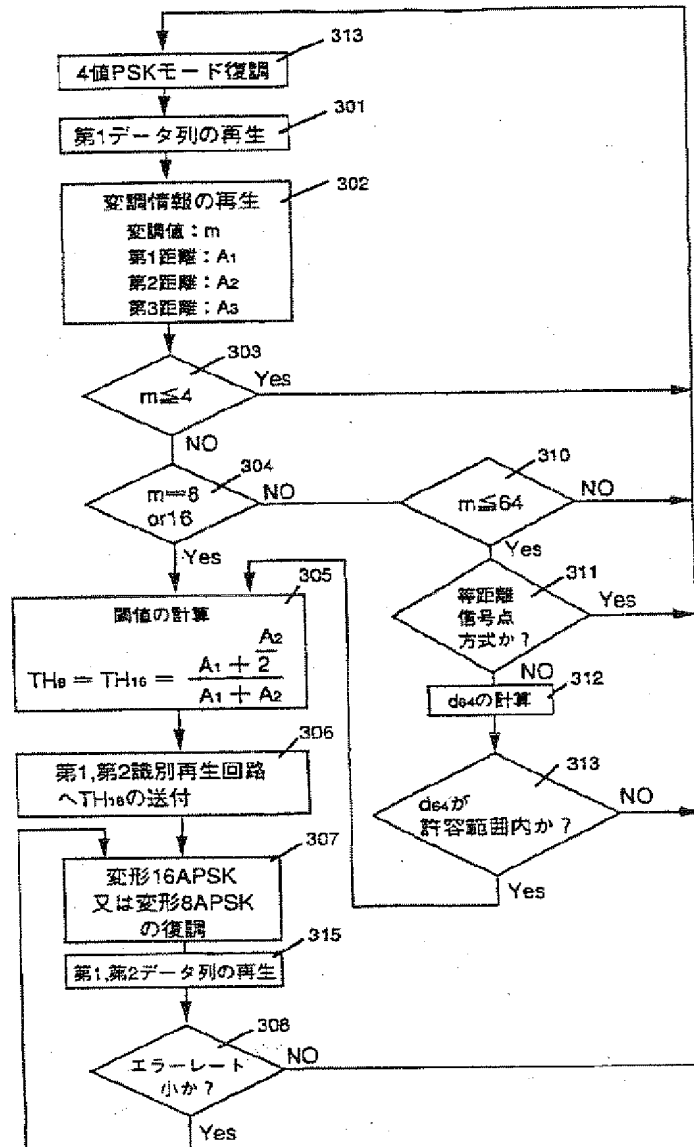 313
4値PSKモード復調
301
第1データ列の再生
302
変調情報の再生
変調値：m
第1距離：A1
第2距離：A2
第3距離：A3
303
m≦4
Yes
NO
304
m＝8
or16
NO
Yes
310
m≦64
NO
Yes
311
等距離
信号点
方式か？
Yes
NO
312
d64の計算
313
d64が
許容範囲内か？
NO
Yes
305
閾値の計算
TH8 = TH16 = (A1 + A2/2) / (A1 + A2)
306
第1,第2識別再生回路
へTH16の送付
307
変形16APSK
又は変形8APSK
の復調
315
第1,第2データ列の再生
308
エラーレート
小か？
NO
Yes